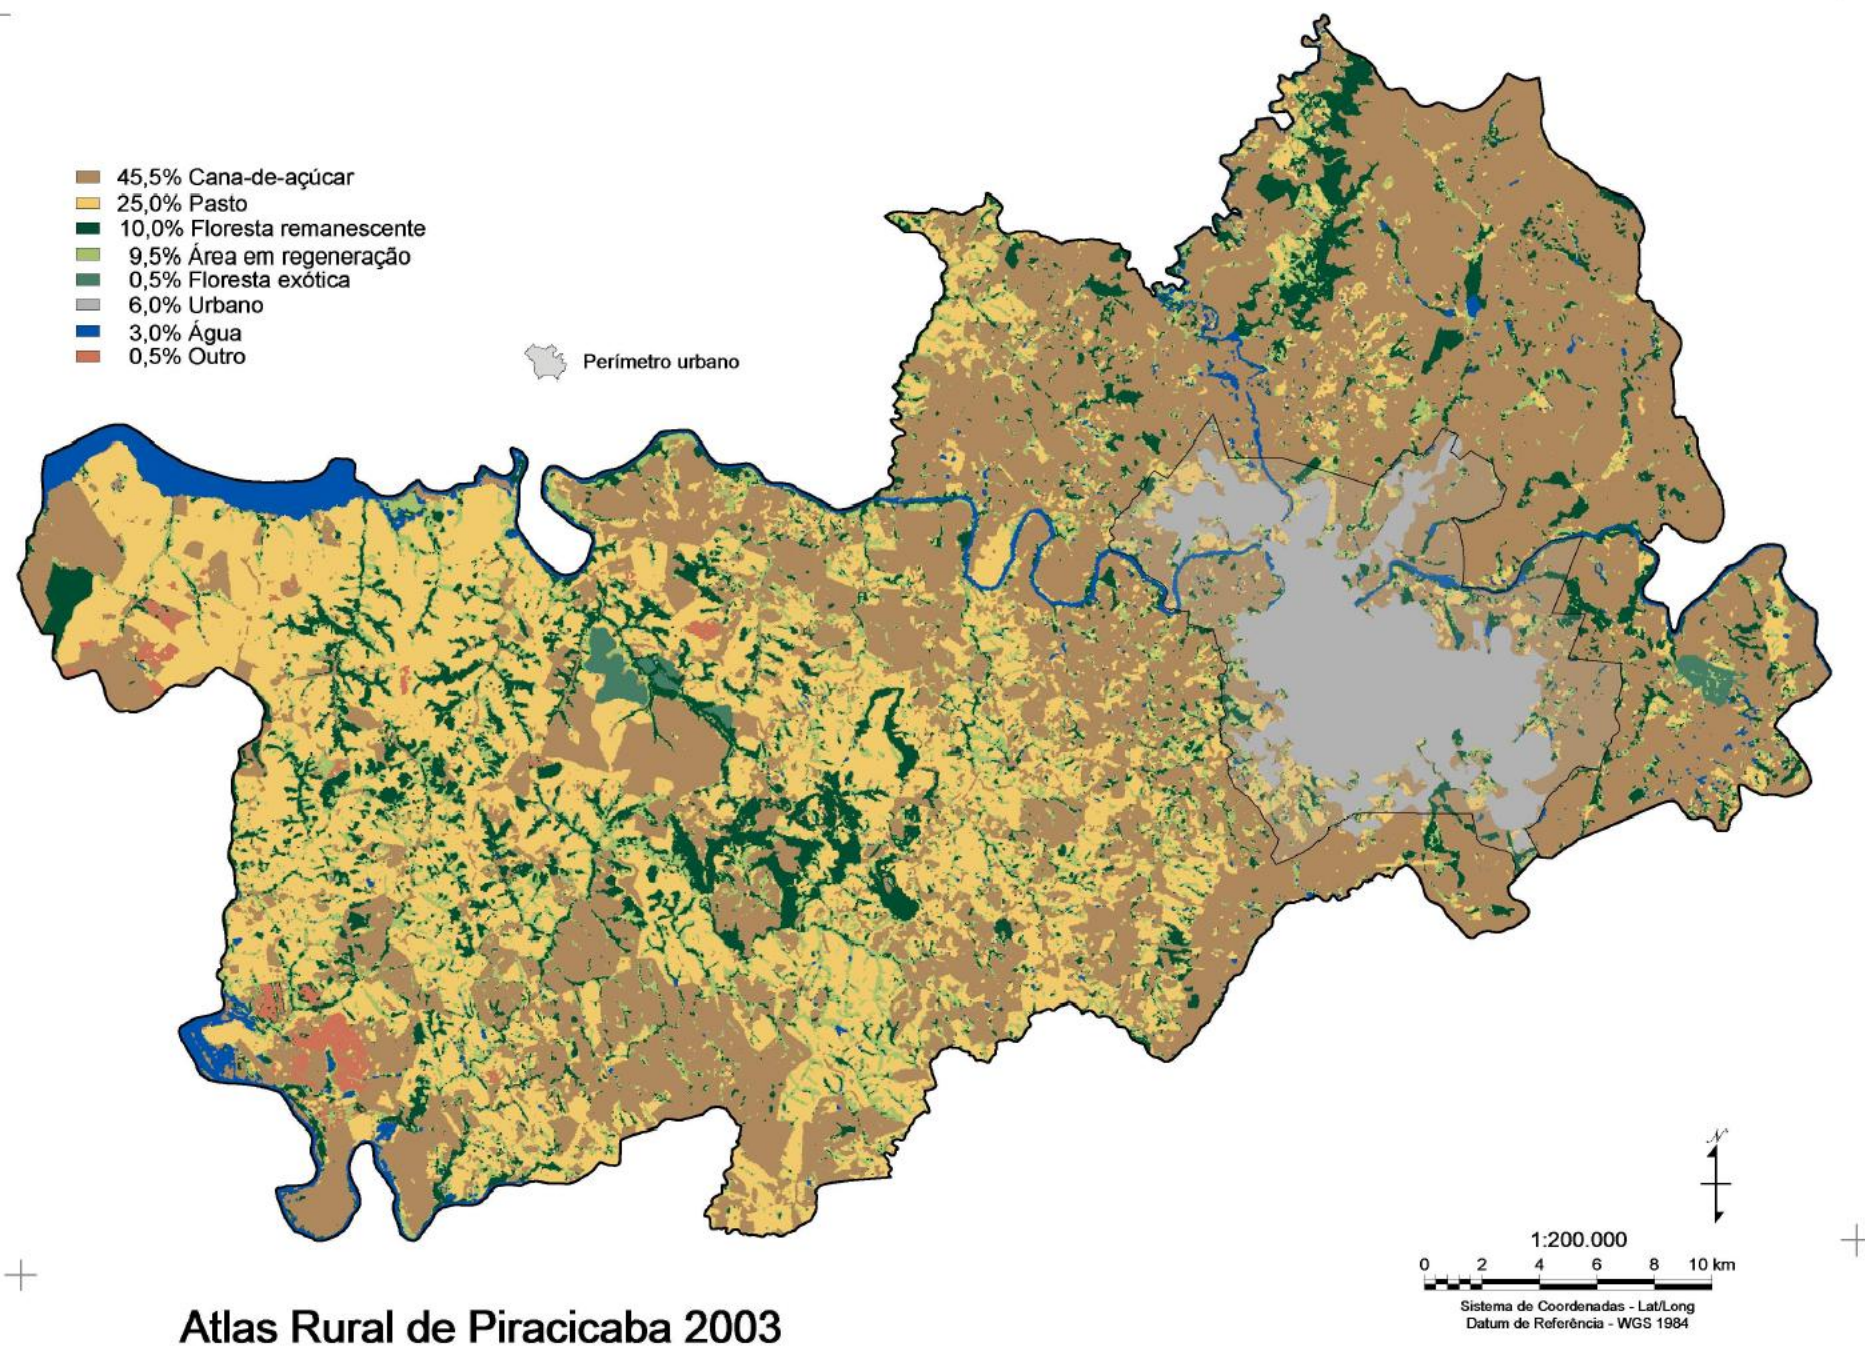 45,5% Cana-de-açúcar
25,0% Pasto
10,0% Floresta remanescente
9,5% Área em regeneração
0,5% Floresta exótica
6,0% Urbano
3,0% Água
0,5% Outro
Perímetro urbano
N
1:200.000
0 2 4 6 8 10 km
Sistema de Coordenadas - Lat/Long
Datum de Referência - WGS 1984
Atlas Rural de Piracicaba 2003